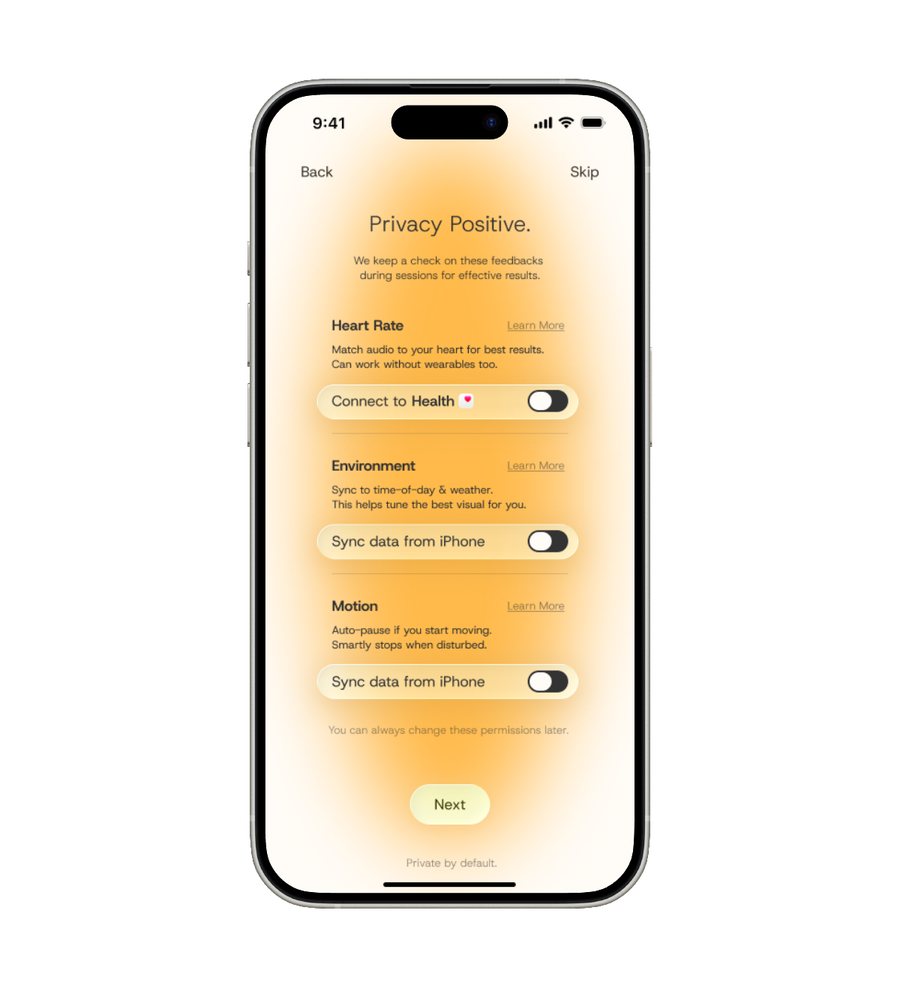 9:41
Back
Skip
Privacy Positive.
We keep a check on these feedbacks
during sessions for effective results.
Heart Rate
Learn More
Match audio to your heart for best results.
Can work without wearables too.
Connect to Health
Environment
Learn More
Sync to time-of-day & weather.
This helps tune the best visual for you.
Sync data from iPhone
Motion
Learn More
Auto-pause if you start moving.
Smartly stops when disturbed.
Sync data from iPhone
You can always change these permissions later.
Next
Private by default.